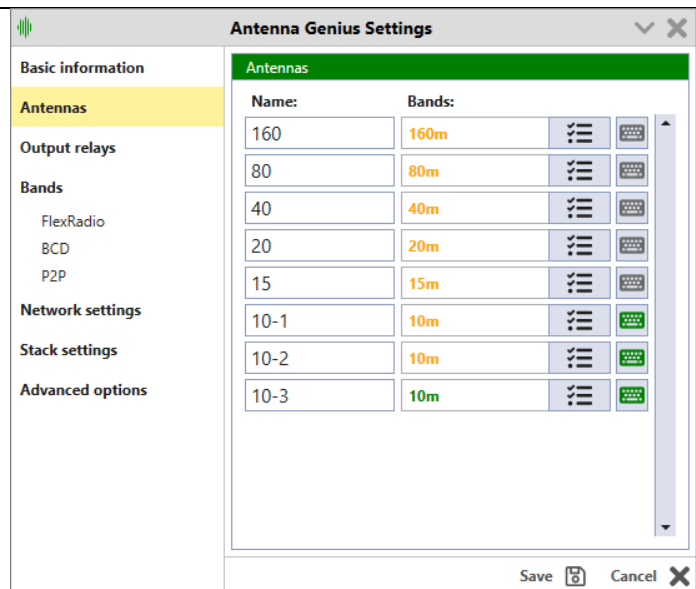 Antenna Genius Settings
Basic information
Antennas
Output relays
Bands
FlexRadio
BCD
P2P
Network settings
Stack settings
Advanced options
Antennas
Name: Bands:
160 160m
80 80m
40 40m
20 20m
15 15m
10-1 10m
10-2 10m
10-3 10m
Save Cancel